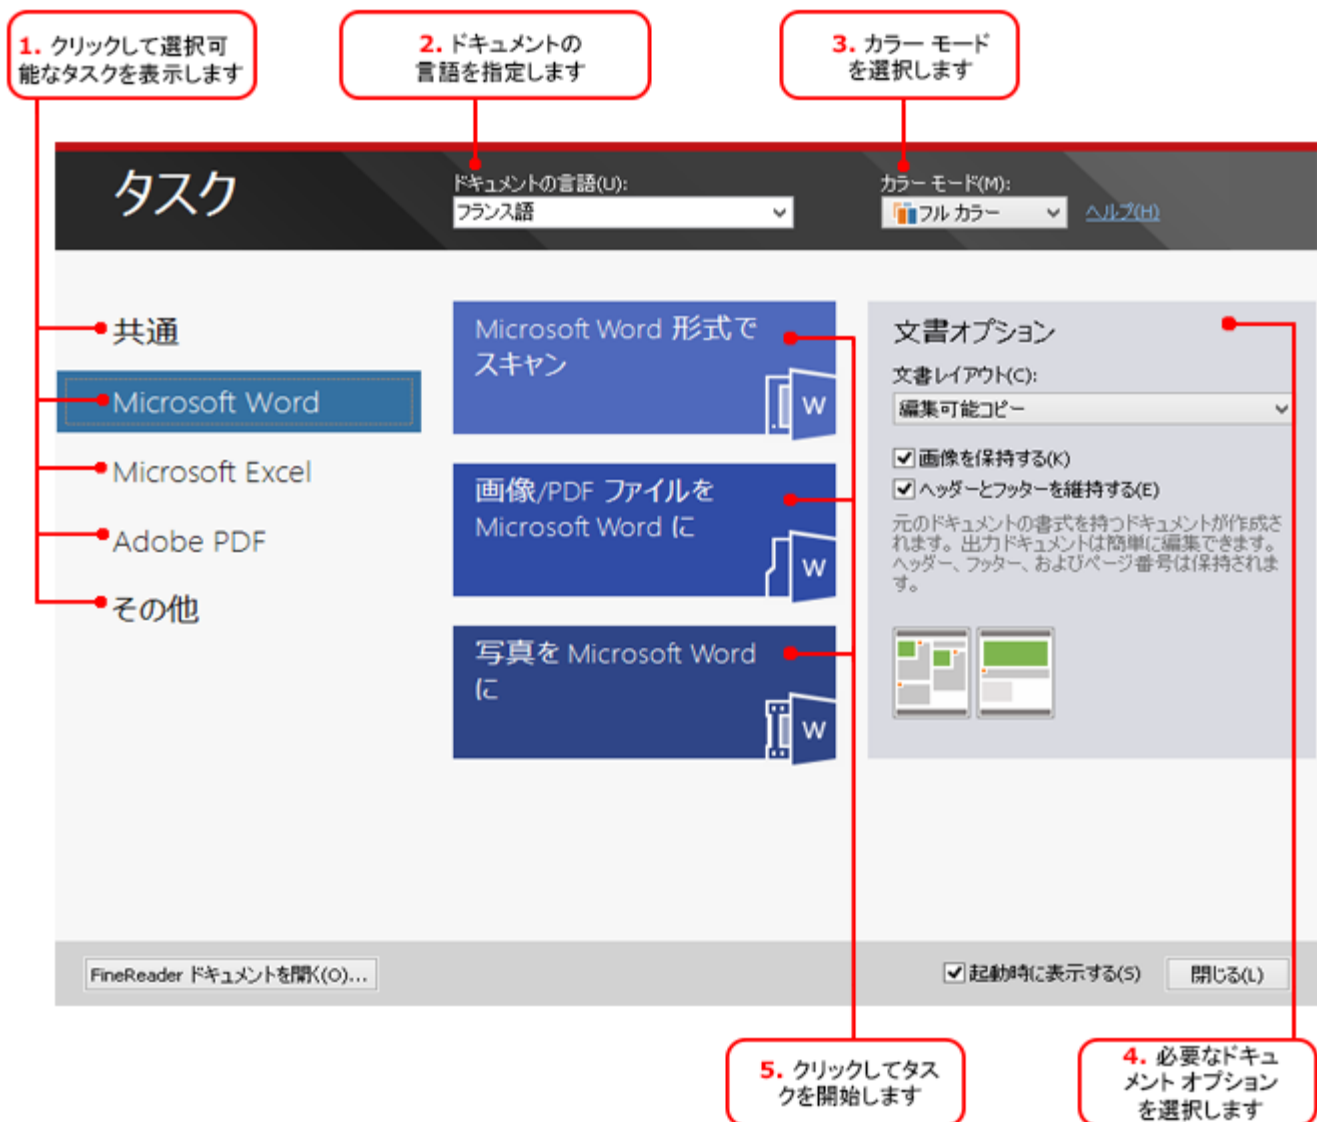 1. クリックして選択可
能なタスクを表示します
2. ドキュメントの
言語を指定します
3. カラー モード
を選択します
タスク
ドキュメントの言語(U):
フランス語
カラー モード(M):
フル カラー
ヘルプ(H)
共通
Microsoft Word
Microsoft Excel
Adobe PDF
その他
Microsoft Word 形式で
スキャン
W
画像/PDF ファイルを
Microsoft Word に
W
写真を Microsoft Word
に
W
文書オプション
文書レイアウト(C):
編集可能コピー
画像を保持する(K)
ヘッダーとフッターを維持する(E)
元のドキュメントの書式を持つドキュメントが作成さ
れます。出力ドキュメントは簡単に編集できます。
ヘッダー、フッター、およびページ番号は保持されま
す。
FineReader ドキュメントを開く(O)...
起動時に表示する(S)
閉じる(L)
5. クリックしてタス
クを開始します
4. 必要なドキュ
メント オプション
を選択します